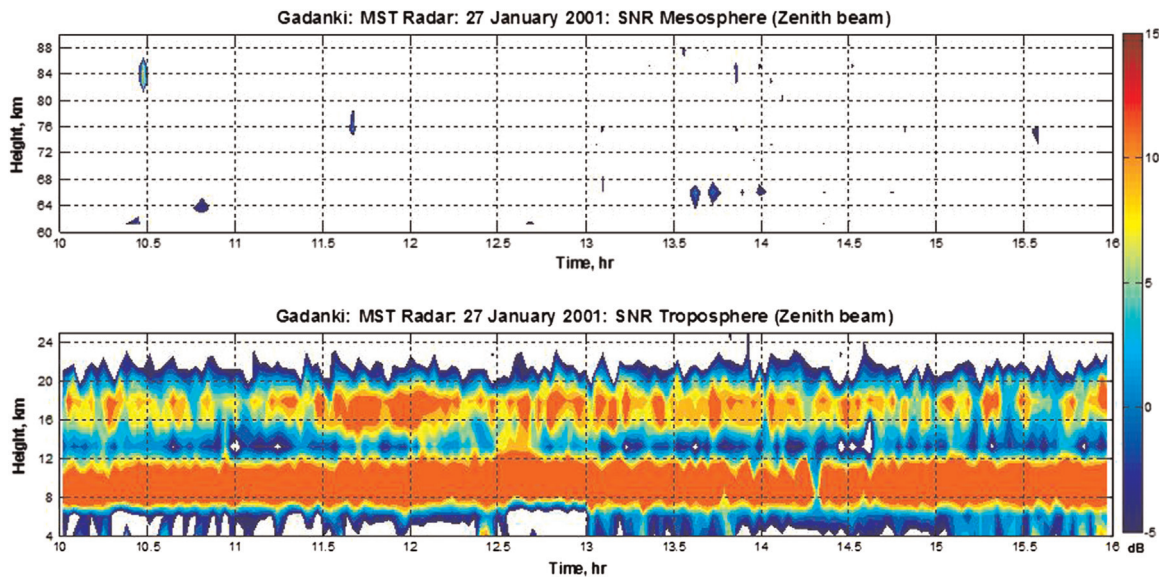 Gadanki: MST Radar: 27 January 2001: SNR Mesosphere (Zenith beam)
88
84
80
76
72
68
64
60
Height, km
10 10.5 11 11.5 12 12.5 13 13.5 14 14.5 15 15.5 16
Time, hr
15
10
5
0
-5
dB
Gadanki: MST Radar: 27 January 2001: SNR Troposphere (Zenith beam)
24
20
16
12
8
4
Height, km
10 10.5 11 11.5 12 12.5 13 13.5 14 14.5 15 15.5 16
Time, hr